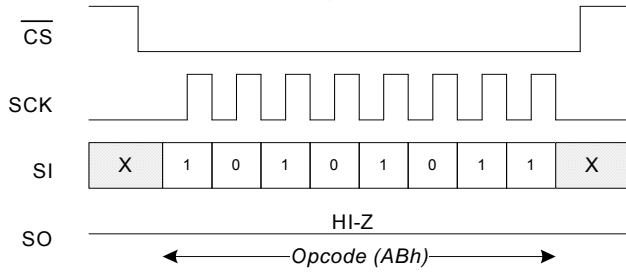 CS
SCK
SI X 1 0 1 0 1 0 1 1 X
HI-Z
SO
Opcode (ABh)